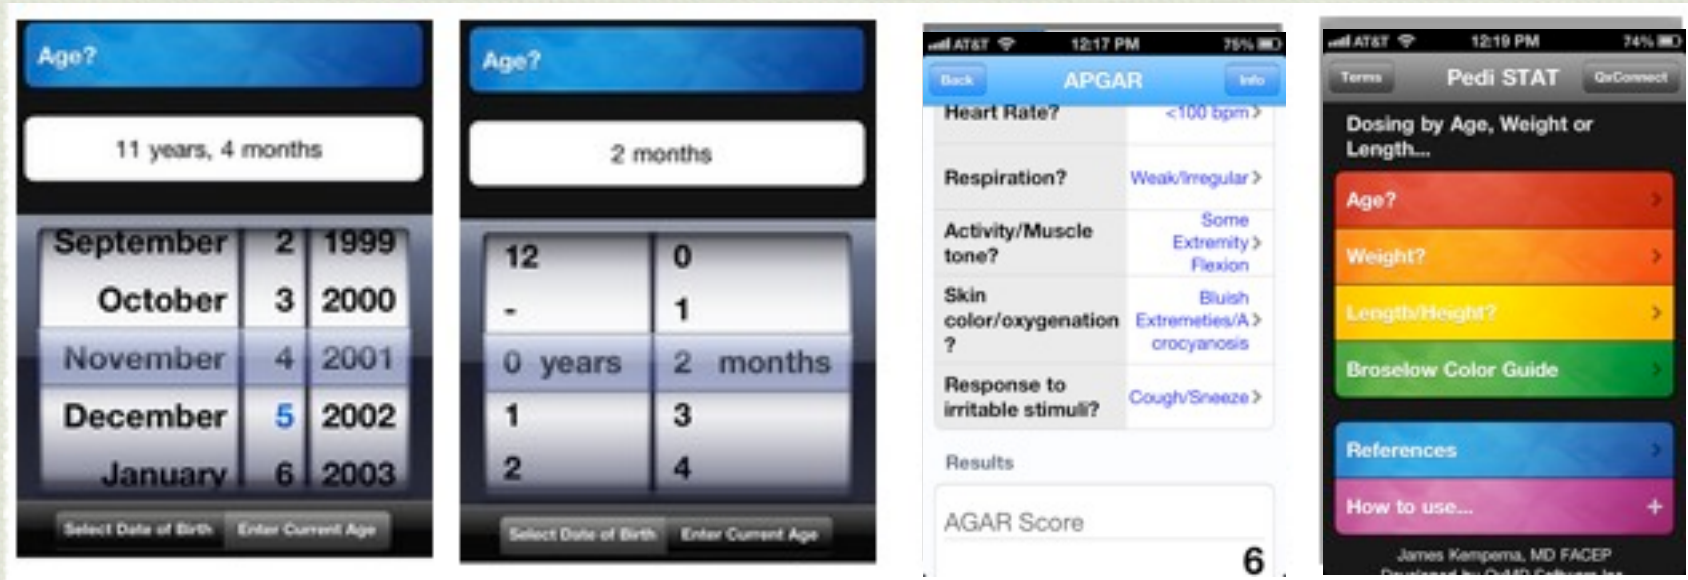 Age?
11 years, 4 months
September 2 1999
October 3 2000
November 4 2001
December 5 2002
January 6 2003
Select Date of Birth Enter Current Age
Age?
2 months
12 0
- 1
0 years 2 months
1 3
2 4
Select Date of Birth Enter Current Age
AT&T 12:17 PM 75%
Back APGAR Info
Heart Rate? <100 bpm >
Respiration? Weak/Irregular >
Activity/Muscle tone? Some Extremity > Flexion
Skin color/oxygenation ? Bluish Extremeties/A > crocyanosis
Response to irritable stimuli? Cough/Sneeze >
Results
AGAR Score
6
AT&T 12:19 PM 74%
Terms Pedi STAT QxConnect
Dosing by Age, Weight or
Length...
Age? >
Weight? >
Length/Height? >
Broselow Color Guide >
References >
How to use... +
James Kempema, MD FACEP
Developed by QxMD Software Inc.